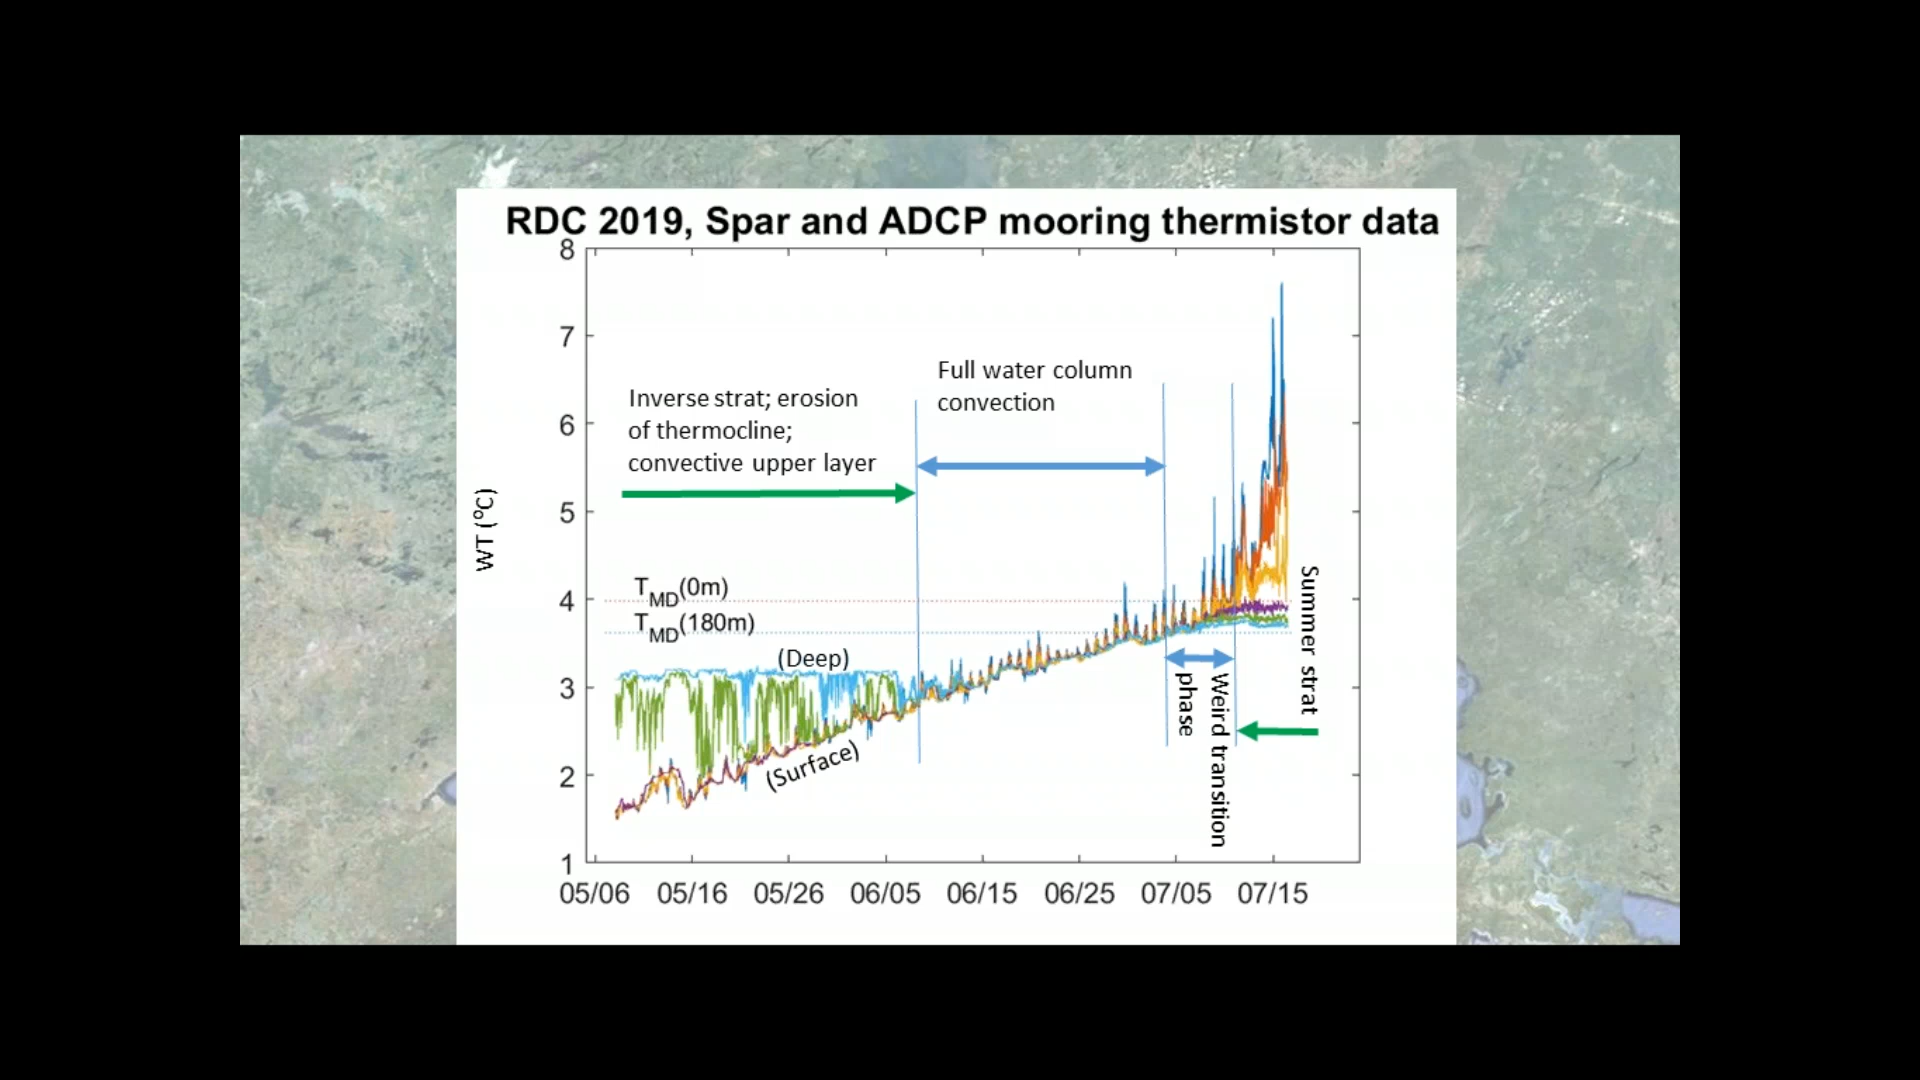 RDC 2019, Spar and ADCP mooring thermistor data
8
7
6
5
4
3
2
1
WT (°C)
Inverse strat; erosion
of thermocline;
convective upper layer
Full water column
convection
TMD(0m)
TMD(180m)
(Deep)
(Surface)
Weird transition
phase
Summer strat
05/06 05/16 05/26 06/05 06/15 06/25 07/05 07/15